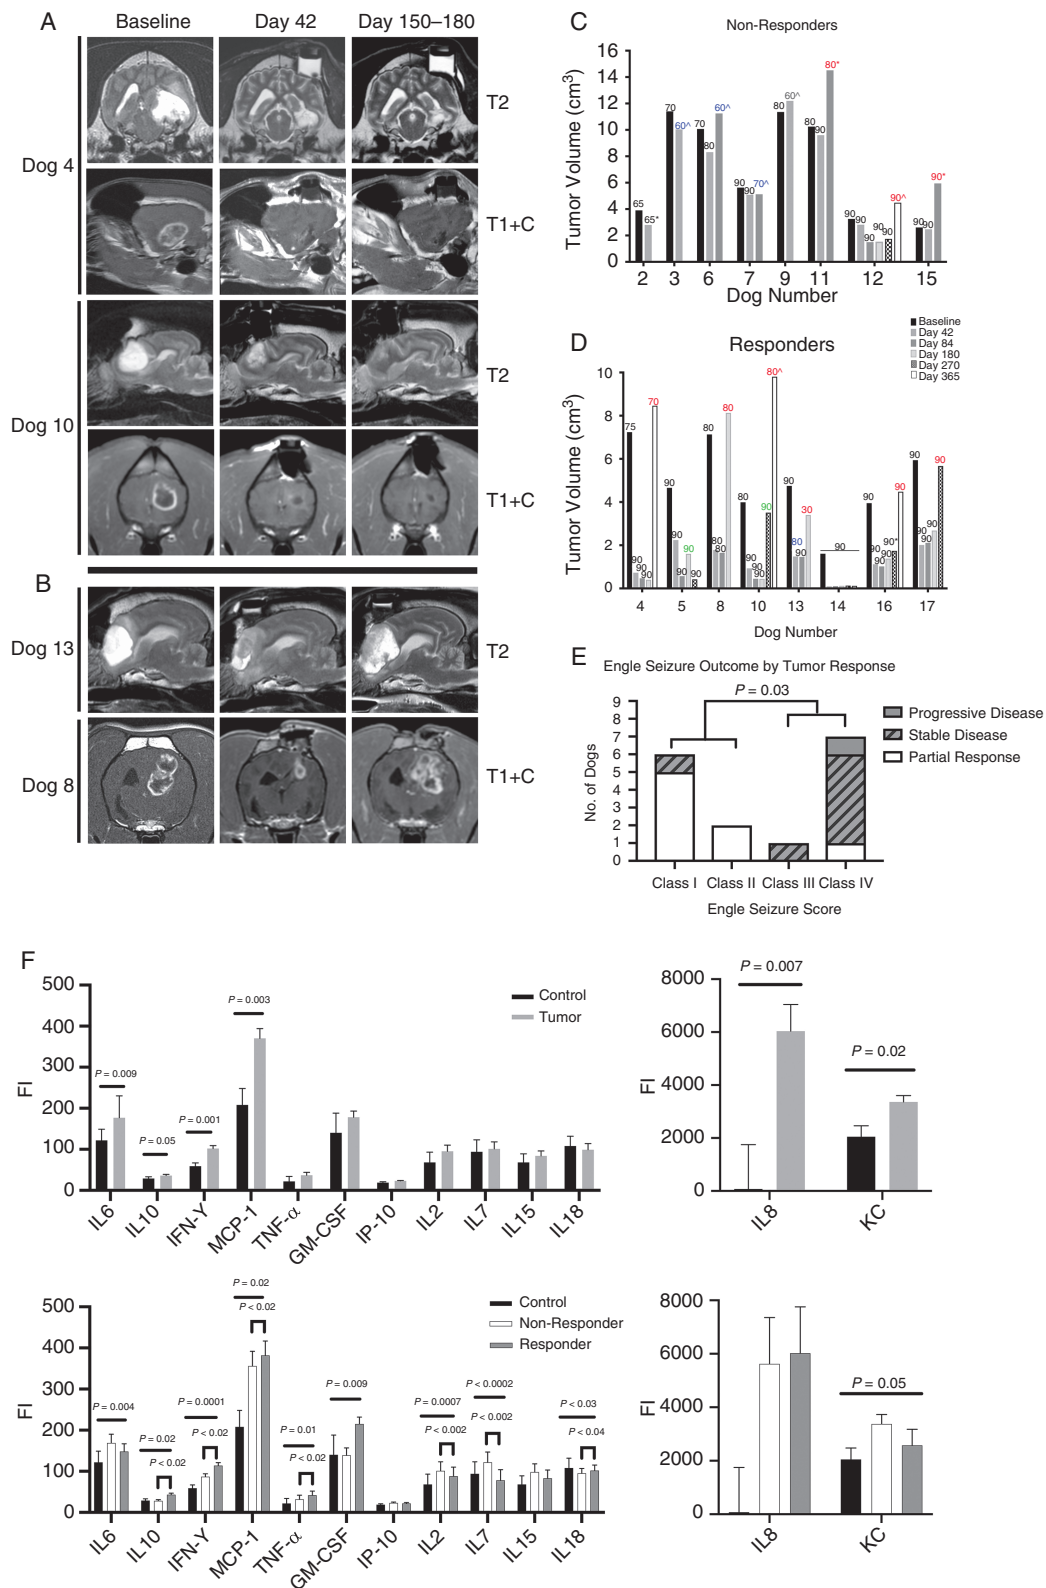 A
Baseline
Day 42
Day 150–180
Dog 4
T2
T1+C
Dog 10
T2
T1+C
B
Dog 13
T2
Dog 8
T1+C
C
Non-Responders
Tumor Volume (cm3)
16
14
12
10
8
6
4
2
0
65
65*
70
60^
70
80
60^
90
90
70^
80
60^
80
90
80*
90
90
90
90
90
90^
90
90
90*
2
3
6
7
9
11
12
15
Dog Number
Baseline
Day 42
Day 84
Day 180
Day 270
Day 365
D
Responders
Tumor Volume (cm3)
10
8
6
4
2
0
75
90
90
90
70
90
90
90
90
90
80
80
80
80
80
90
90
90
90
80^
90
80
90
30
90
90
90
90
90
90*
90
90
90
90
90
90
4
5
8
10
13
14
16
17
Dog Number
E
Engle Seizure Outcome by Tumor Response
P = 0.03
No. of Dogs
9
8
7
6
5
4
3
2
1
0
Class I
Class II
Class III
Class IV
Engle Seizure Score
Progressive Disease
Stable Disease
Partial Response
F
FI
500
400
300
200
100
0
P = 0.009
P = 0.05
P = 0.001
P = 0.003
Control
Tumor
IL6
IL10
IFN-Y
MCP-1
TNF-α
GM-CSF
IP-10
IL2
IL7
IL15
IL18
FI
8000
6000
4000
2000
0
P = 0.007
P = 0.02
IL8
KC
FI
500
400
300
200
100
0
P = 0.004
P = 0.02
P < 0.02
P = 0.0001
P < 0.02
P = 0.02
P < 0.02
P = 0.01
P < 0.02
P = 0.009
P = 0.0007
P < 0.002
P < 0.0002
P < 0.002
P < 0.03
P < 0.04
Control
Non-Responder
Responder
IL6
IL10
IFN-Y
MCP-1
TNF-α
GM-CSF
IP-10
IL2
IL7
IL15
IL18
FI
8000
6000
4000
2000
0
P = 0.05
IL8
KC